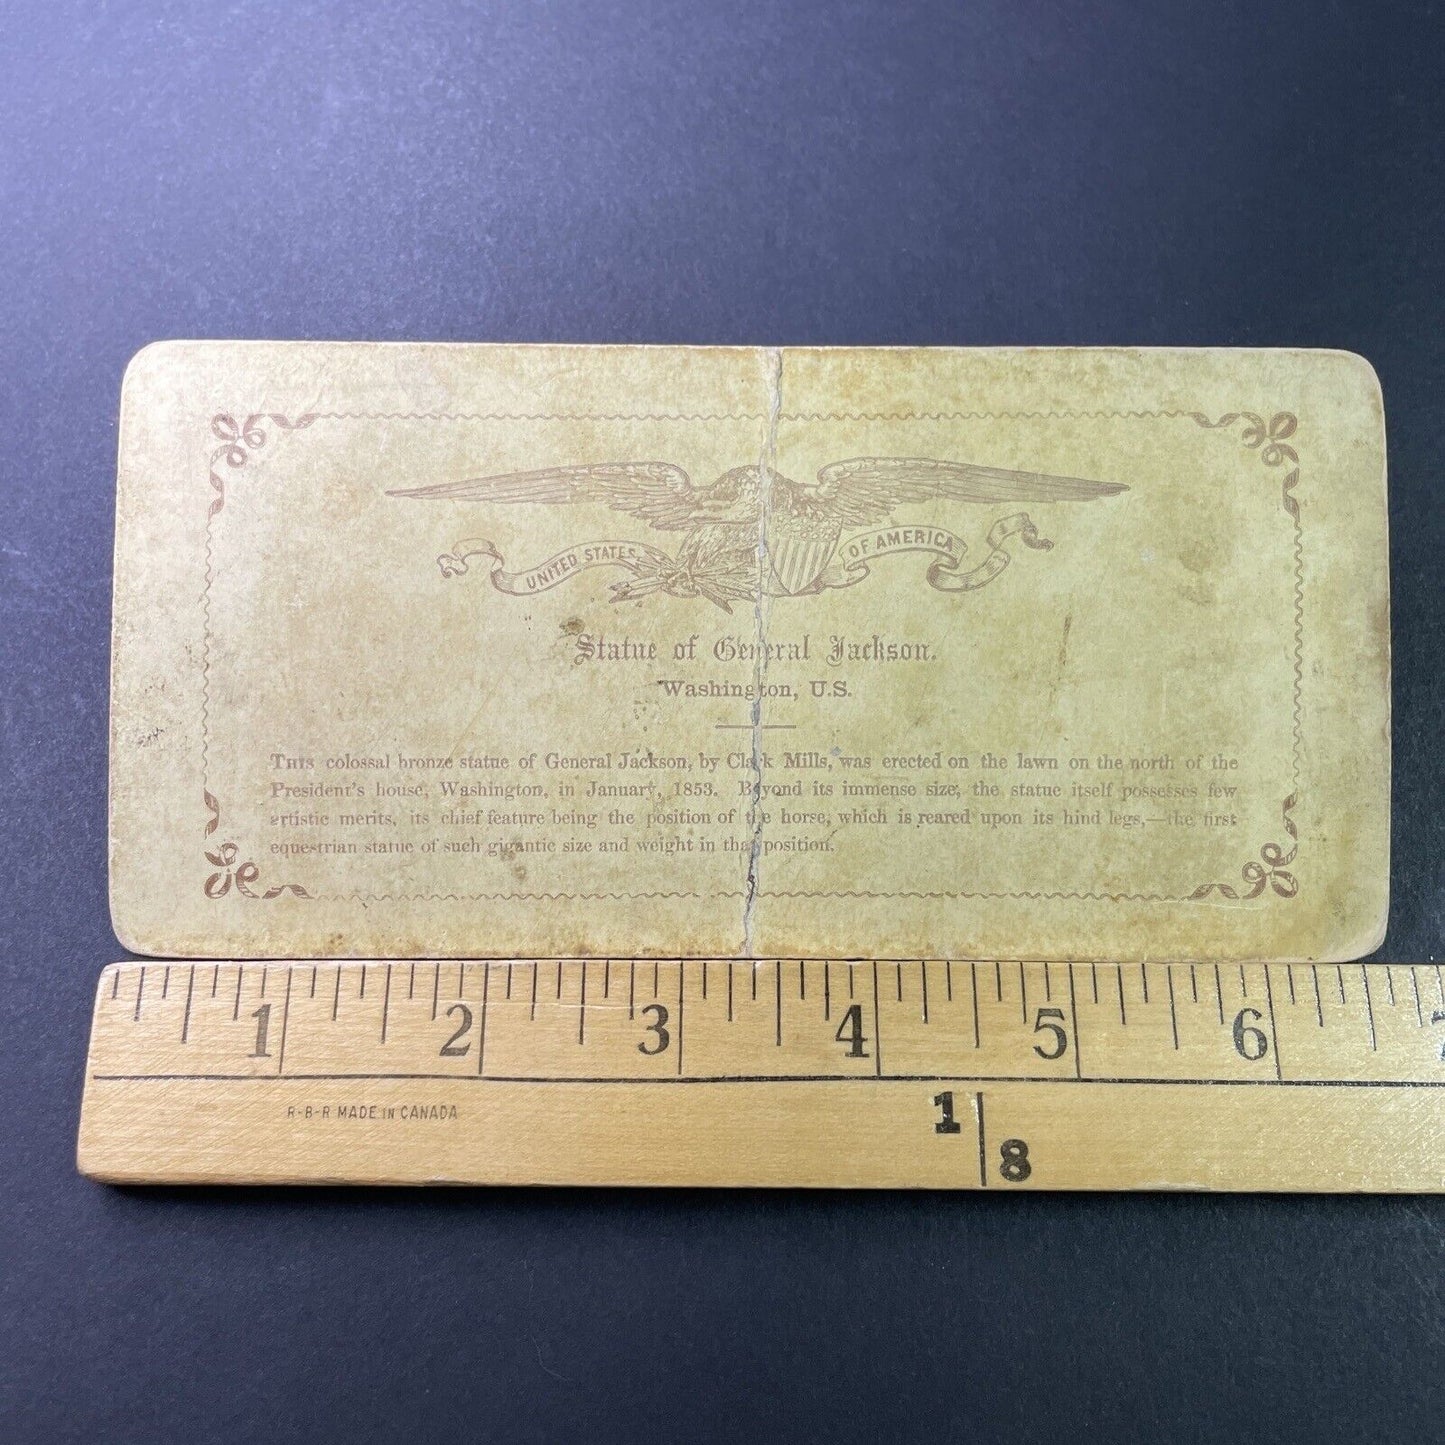 UNITED STATES OF AMERICA
Statue of General Jackson.
Washington, U.S.
THIS colossal bronze statue of General Jackson, by Clark Mills, was erected on the lawn on the north of the
President's house, Washington, in January, 1853. Beyond its immense size, the statue itself possesses few
artistic merits, its chief feature being the position of the horse, which is reared upon its hind legs,—the first
equestrian statue of such gigantic size and weight in that position.
1 2 3 4 5 6 7
R-B-R MADE IN CANADA
1
8